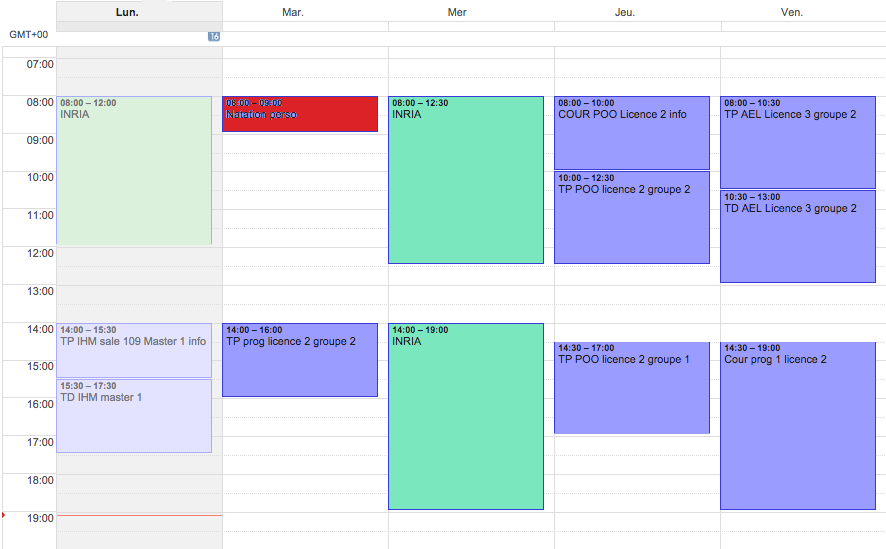 Lun. Mar. Mer Jeu. Ven.
GMT+00
16
07:00
08:00
09:00
10:00
11:00
12:00
13:00
14:00
15:00
16:00
17:00
18:00
19:00
08:00 – 12:00
INRIA
14:00 – 15:30
TP IHM sale 109 Master 1 info
15:30 – 17:30
TD IHM master 1
08:00 – 09:00
Natation perso
14:00 – 16:00
TP prog licence 2 groupe 2
08:00 – 12:30
INRIA
14:00 – 19:00
INRIA
08:00 – 10:00
COUR POO Licence 2 info
10:00 – 12:30
TP POO licence 2 groupe 2
14:30 – 17:00
TP POO licence 2 groupe 1
08:00 – 10:30
TP AEL Licence 3 groupe 2
10:30 – 13:00
TD AEL Licence 3 groupe 2
14:30 – 19:00
Cour prog 1 licence 2